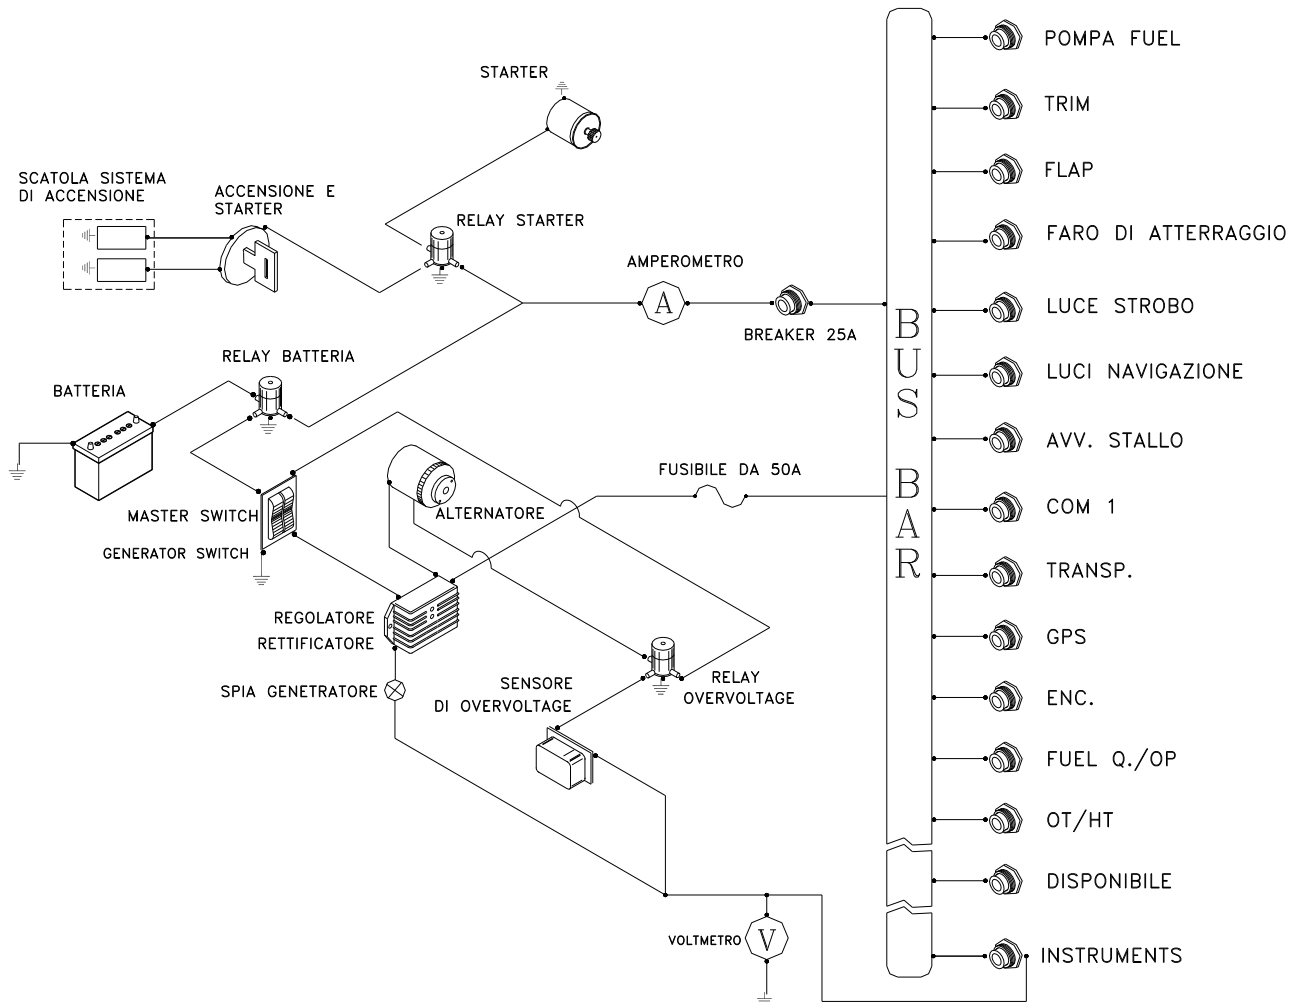 POMPA FUEL
STARTER
TRIM
SCATOLA SISTEMA
DI ACCENSIONE
ACCENSIONE E
STARTER
FLAP
RELAY STARTER
FARO DI ATTERRAGGIO
AMPEROMETRO
A
BREAKER 25A
LUCE STROBO
BUS BAR
RELAY BATTERIA
BATTERIA
LUCI NAVIGAZIONE
AVV. STALLO
FUSIBILE DA 50A
MASTER SWITCH
ALTERNATORE
COM 1
GENERATOR SWITCH
TRANSP.
REGOLATORE
RETTIFICATORE
GPS
SPIA GENETRATORE
SENSORE
DI OVERVOLTAGE
RELAY
OVERVOLTAGE
ENC.
FUEL Q./OP
OT/HT
DISPONIBILE
VOLTMETRO
V
INSTRUMENTS